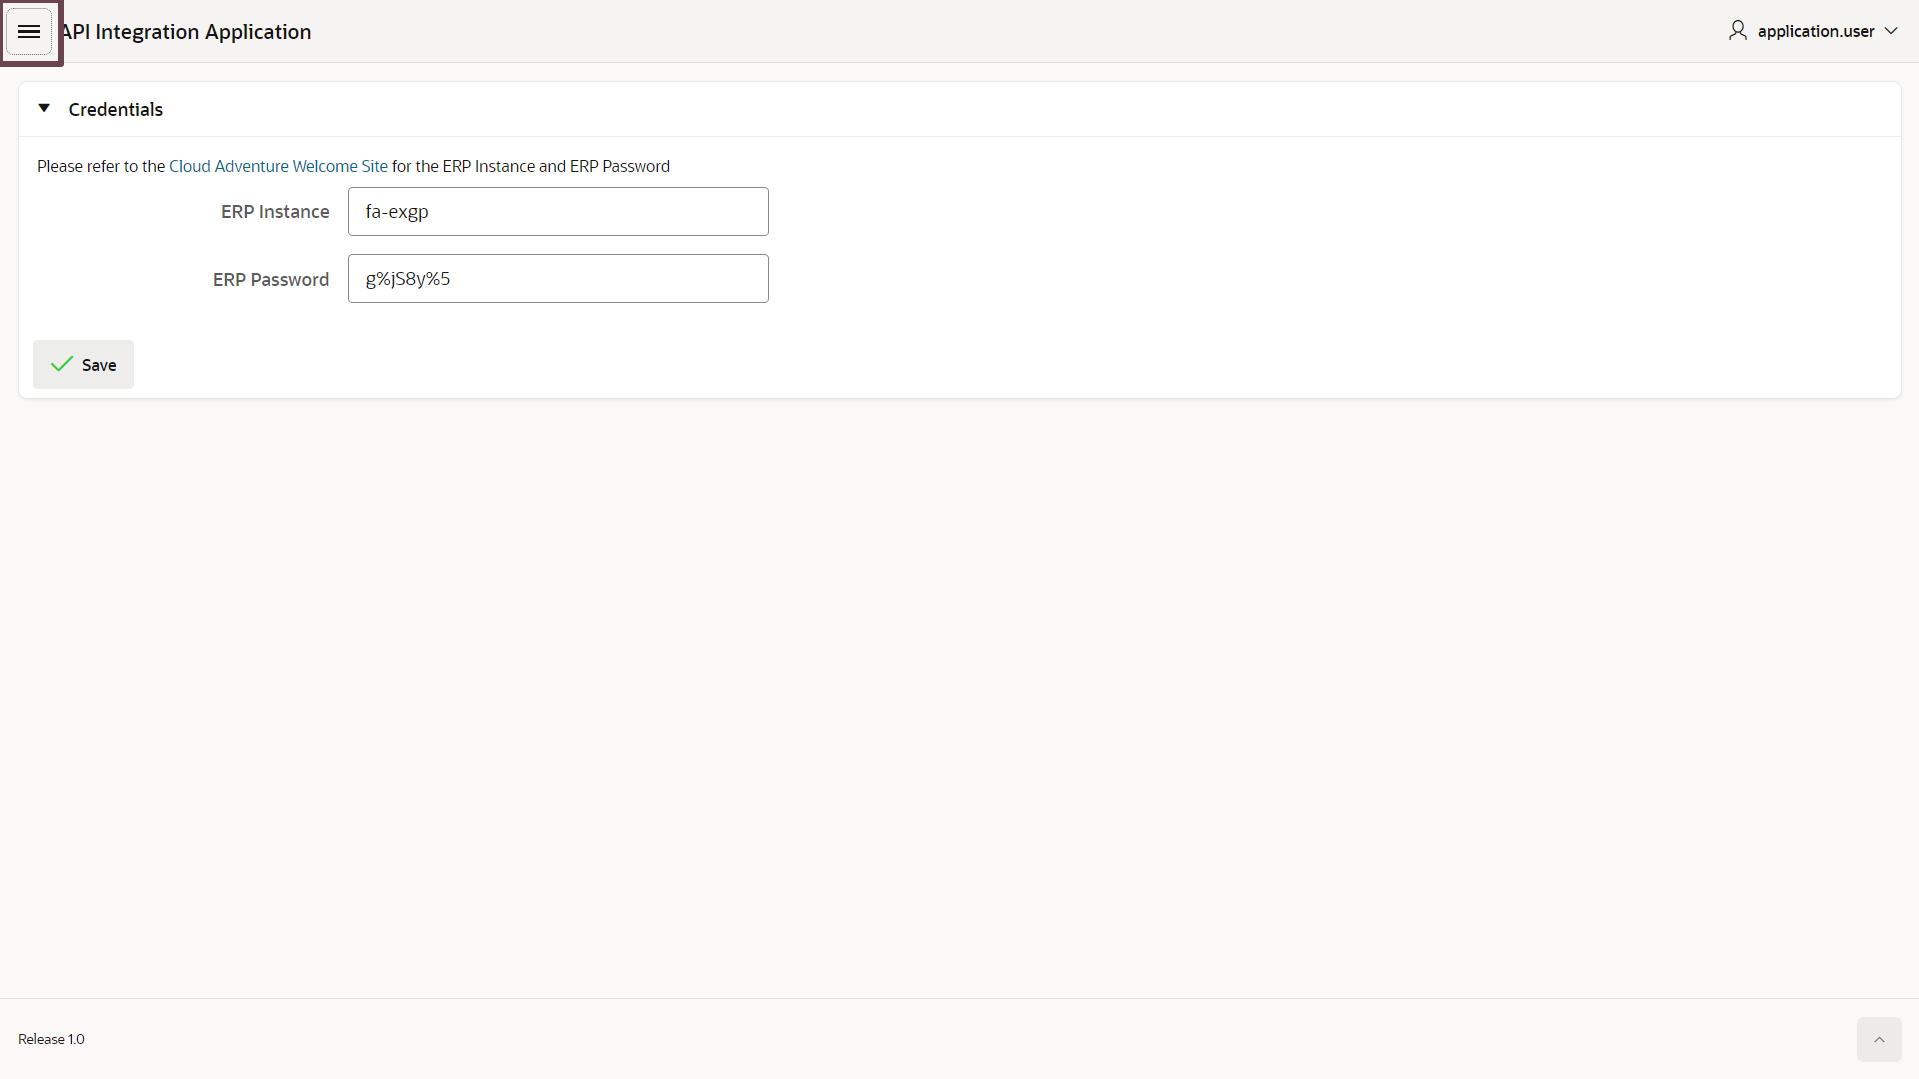 API Integration Application
application.user
Credentials
Please refer to the Cloud Adventure Welcome Site for the ERP Instance and ERP Password
ERP Instance
fa-exgp
ERP Password
g%jS8y%5
Save
Release 1.0